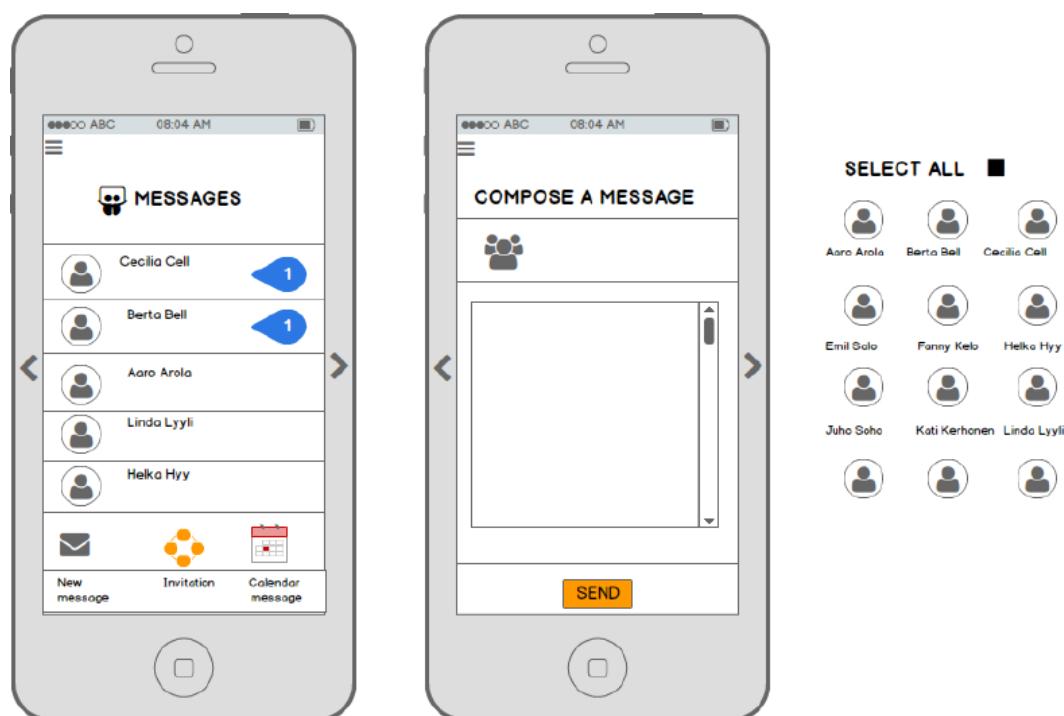 ABC 08:04 AM
MESSAGES
Cecilia Cell
1
Berta Bell
1
Aaro Arola
Linda Lyyli
Helka Hyy
New
message
Invitation
Calendar
message
ABC 08:04 AM
COMPOSE A MESSAGE
SEND
SELECT ALL
Aaro Arola Berta Bell Cecilia Cell
Emil Salo Fanny Kelo Helka Hyy
Juho Soho Kati Kerhonen Linda Lyyli